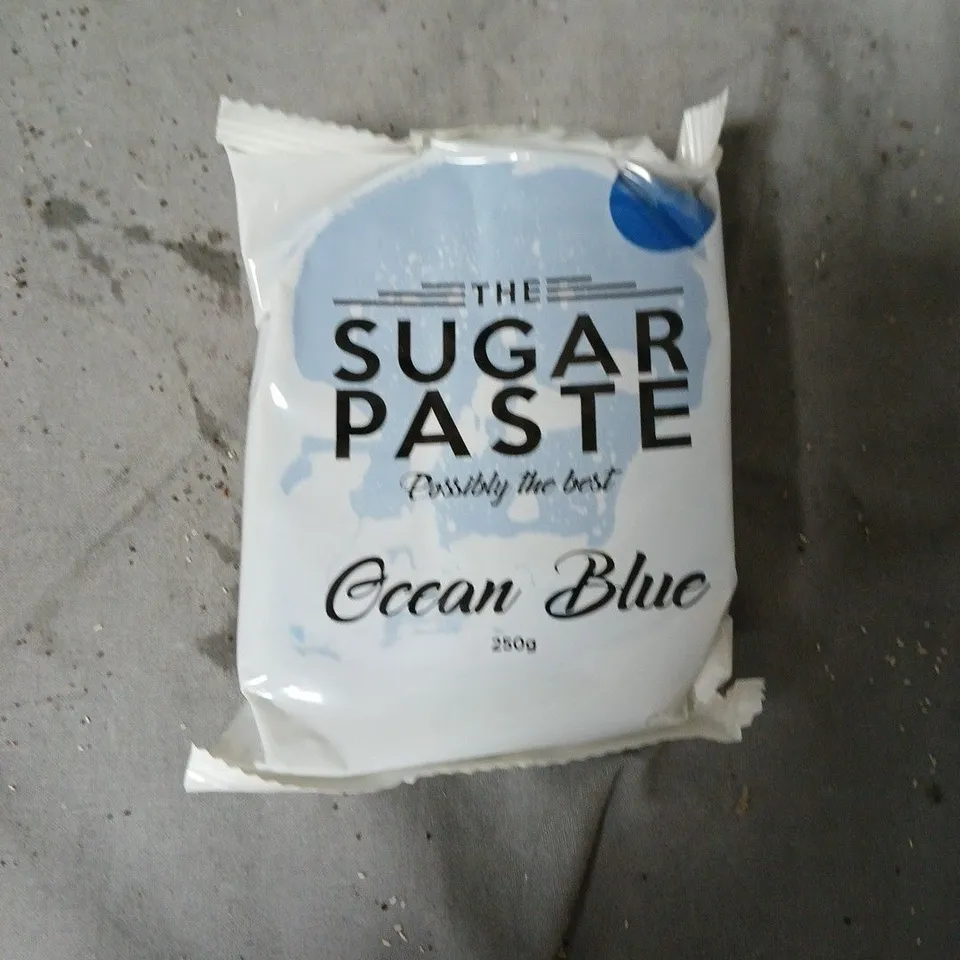 THE
SUGAR
PASTE
Possibly the best
Ocean Blue
250g